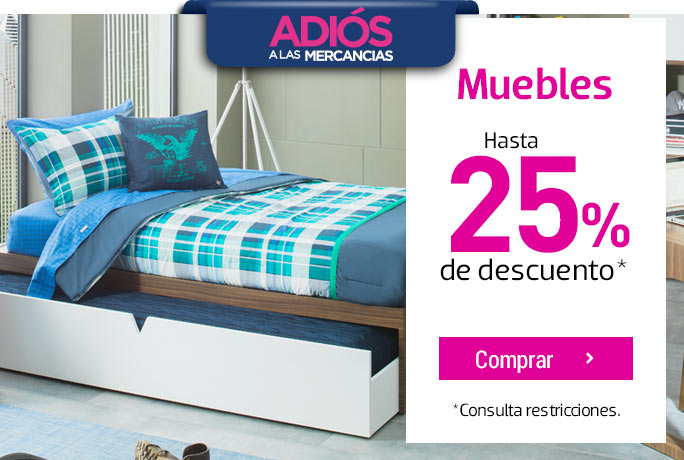 ADIÓS
A LAS MERCANCIAS
Muebles
Hasta
25%
de descuento*
Comprar >
*Consulta restricciones.